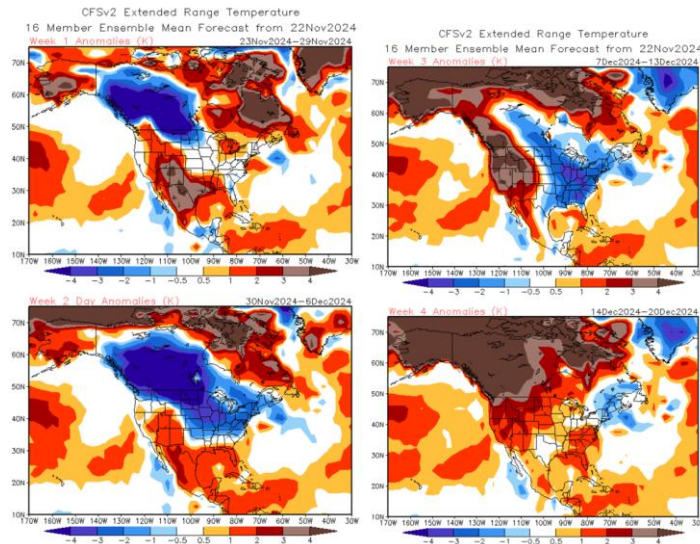 CFSv2 Extended Range Temperature
16 Member Ensemble Mean Forecast from 22Nov2024
Week 1 Anomalies (K) 23Nov2024-29Nov2024
70N
60N
50N
40N
30N
20N
10N
170W 160W 150W 140W 130W 120W 110W 100W 90W 80W 70W 60W 50W 40W 30W
-4 -3 -2 -1 -0.5 0.5 1 2 3 4
Week 2 Day Anomalies (K) 30Nov2024-6Dec2024
70N
60N
50N
40N
30N
20N
10N
170W 160W 150W 140W 130W 120W 110W 100W 90W 80W 70W 60W 50W 40W 30W
-4 -3 -2 -1 -0.5 0.5 1 2 3 4
CFSv2 Extended Range Temperature
16 Member Ensemble Mean Forecast from 22Nov2024
Week 3 Anomalies (K) 7Dec2024-13Dec2024
70N
60N
50N
40N
30N
20N
10N
170W 160W 150W 140W 130W 120W 110W 100W 90W 80W 70W 60W 50W 40W 30W
-4 -3 -2 -1 -0.5 0.5 1 2 3 4
Week 4 Anomalies (K) 14Dec2024-20Dec2024
70N
60N
50N
40N
30N
20N
10N
170W 160W 150W 140W 130W 120W 110W 100W 90W 80W 70W 60W 50W 40W 30W
-4 -3 -2 -1 -0.5 0.5 1 2 3 4